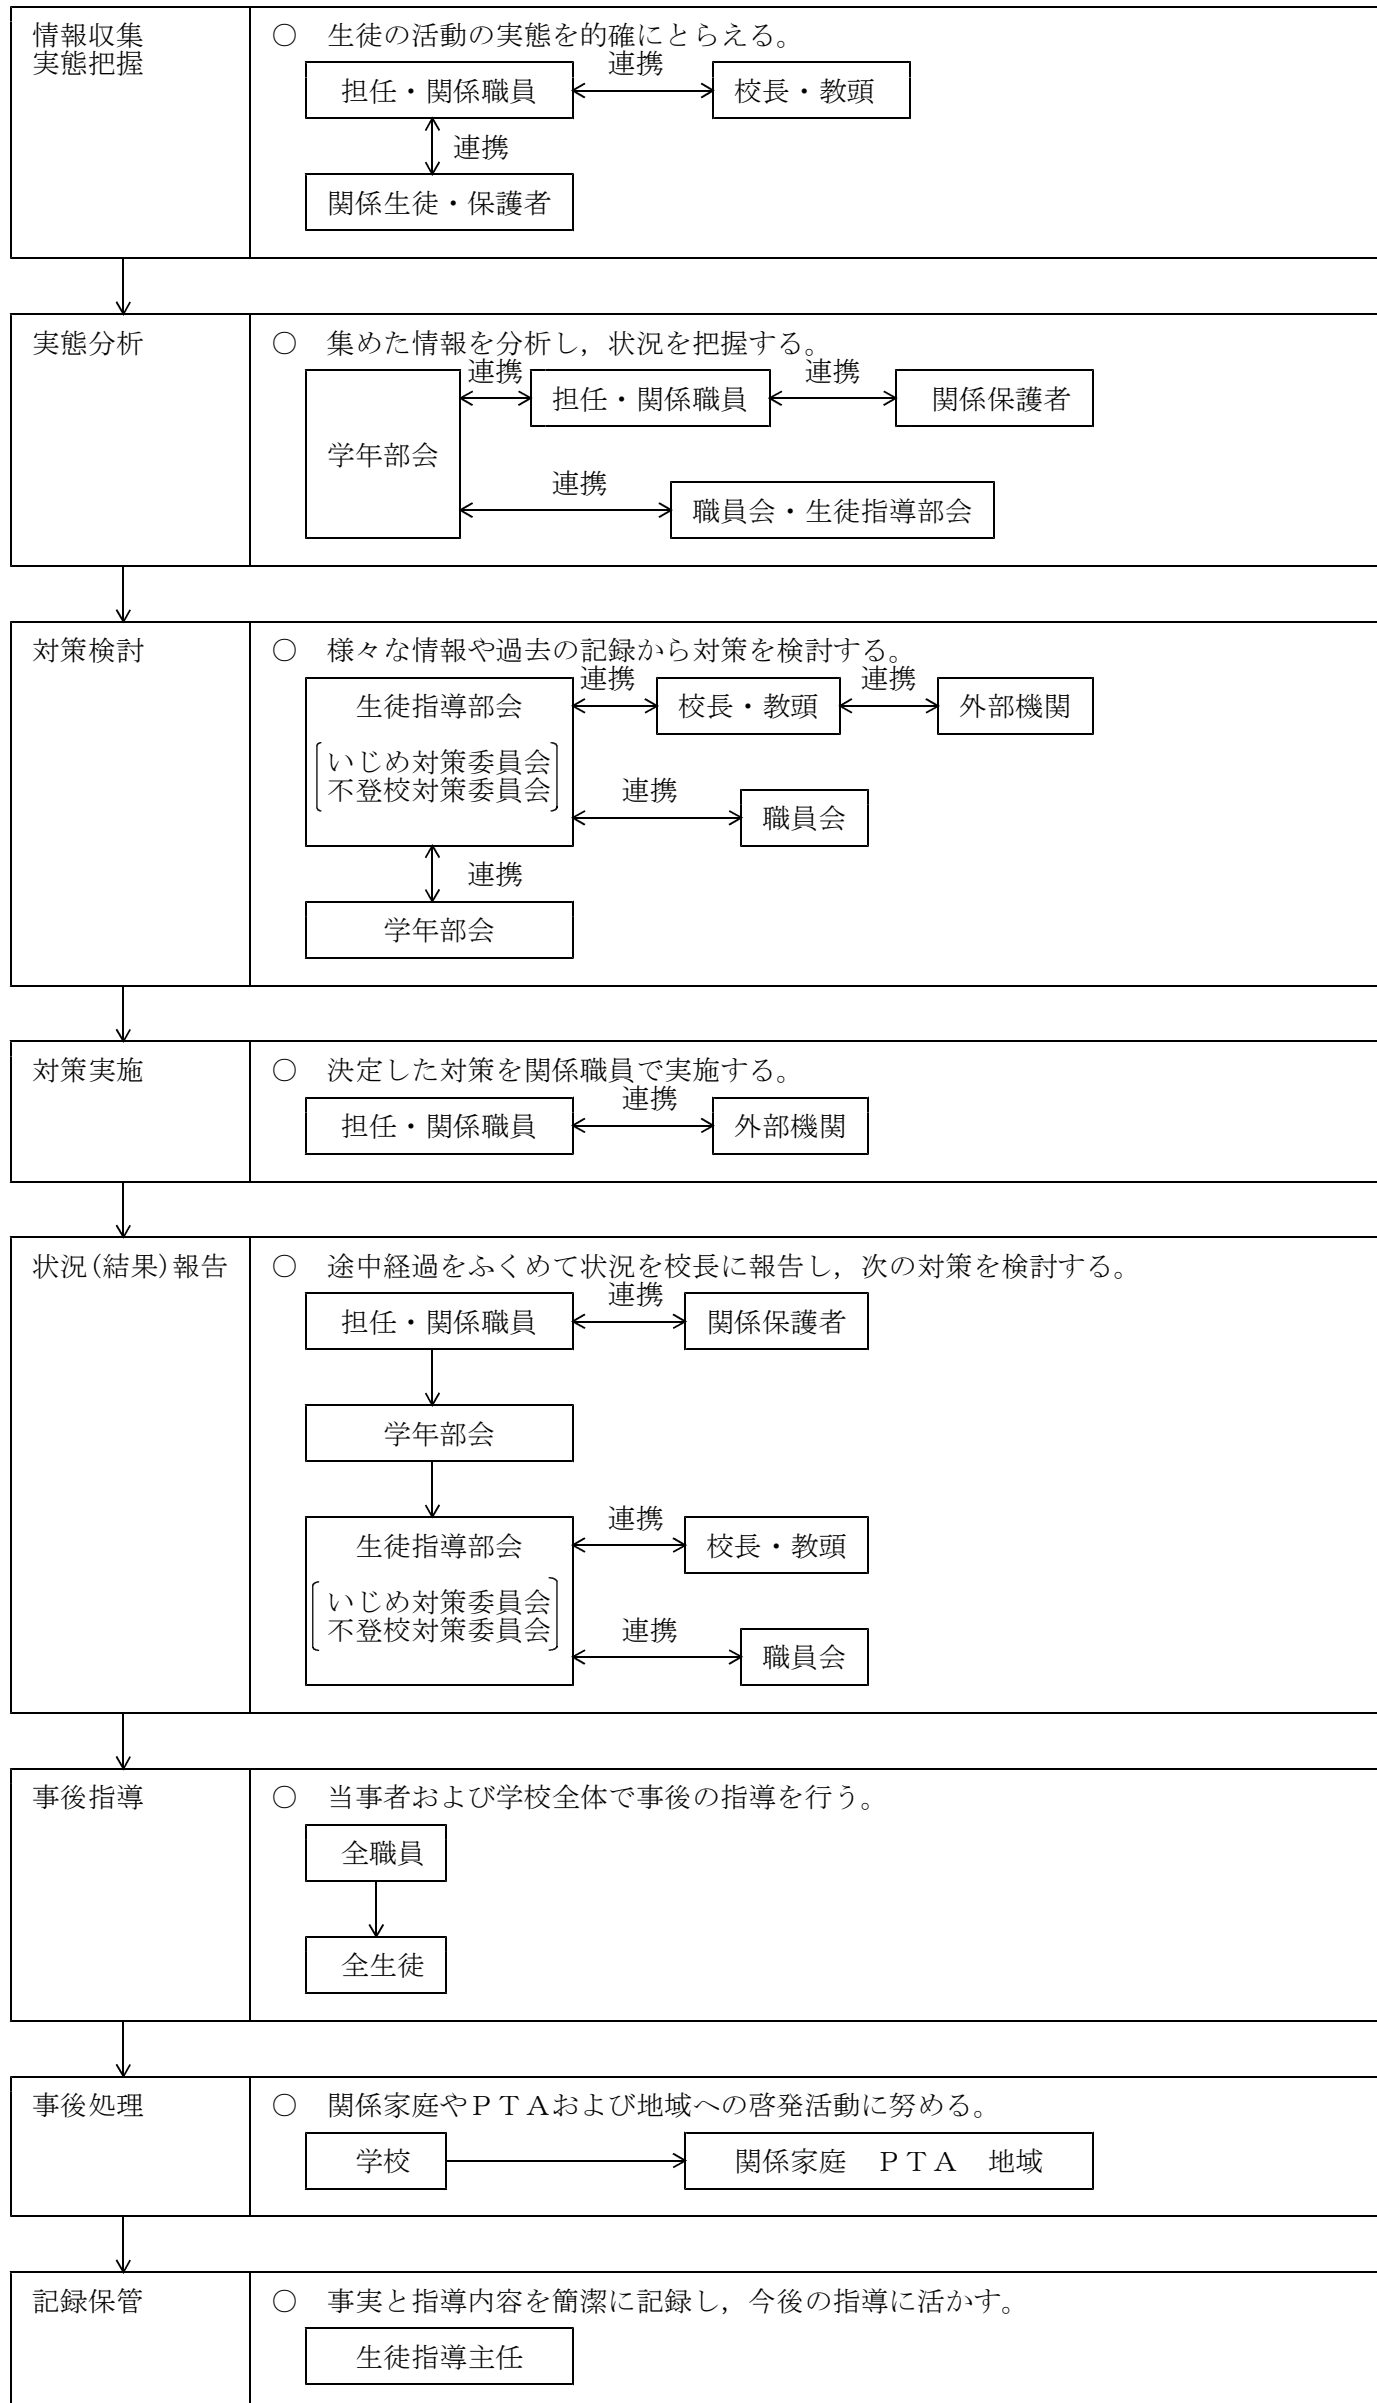 情報収集
実態把握
○　生徒の活動の実態を的確にとらえる。
連携
担任・関係職員
校長・教頭
連携
関係生徒・保護者
実態分析
○　集めた情報を分析し，状況を把握する。
連携
連携
担任・関係職員
関係保護者
学年部会
連携
職員会・生徒指導部会
対策検討
○　様々な情報や過去の記録から対策を検討する。
連携
連携
生徒指導部会
校長・教頭
外部機関
いじめ対策委員会
不登校対策委員会
連携
職員会
連携
学年部会
対策実施
○　決定した対策を関係職員で実施する。
連携
担任・関係職員
外部機関
状況(結果)報告
○　途中経過をふくめて状況を校長に報告し，次の対策を検討する。
連携
担任・関係職員
関係保護者
学年部会
連携
生徒指導部会
校長・教頭
いじめ対策委員会
不登校対策委員会
連携
職員会
事後指導
○　当事者および学校全体で事後の指導を行う。
全職員
全生徒
事後処理
○　関係家庭やＰＴＡおよび地域への啓発活動に努める。
学校
関係家庭　ＰＴＡ　地域
記録保管
○　事実と指導内容を簡潔に記録し，今後の指導に活かす。
生徒指導主任